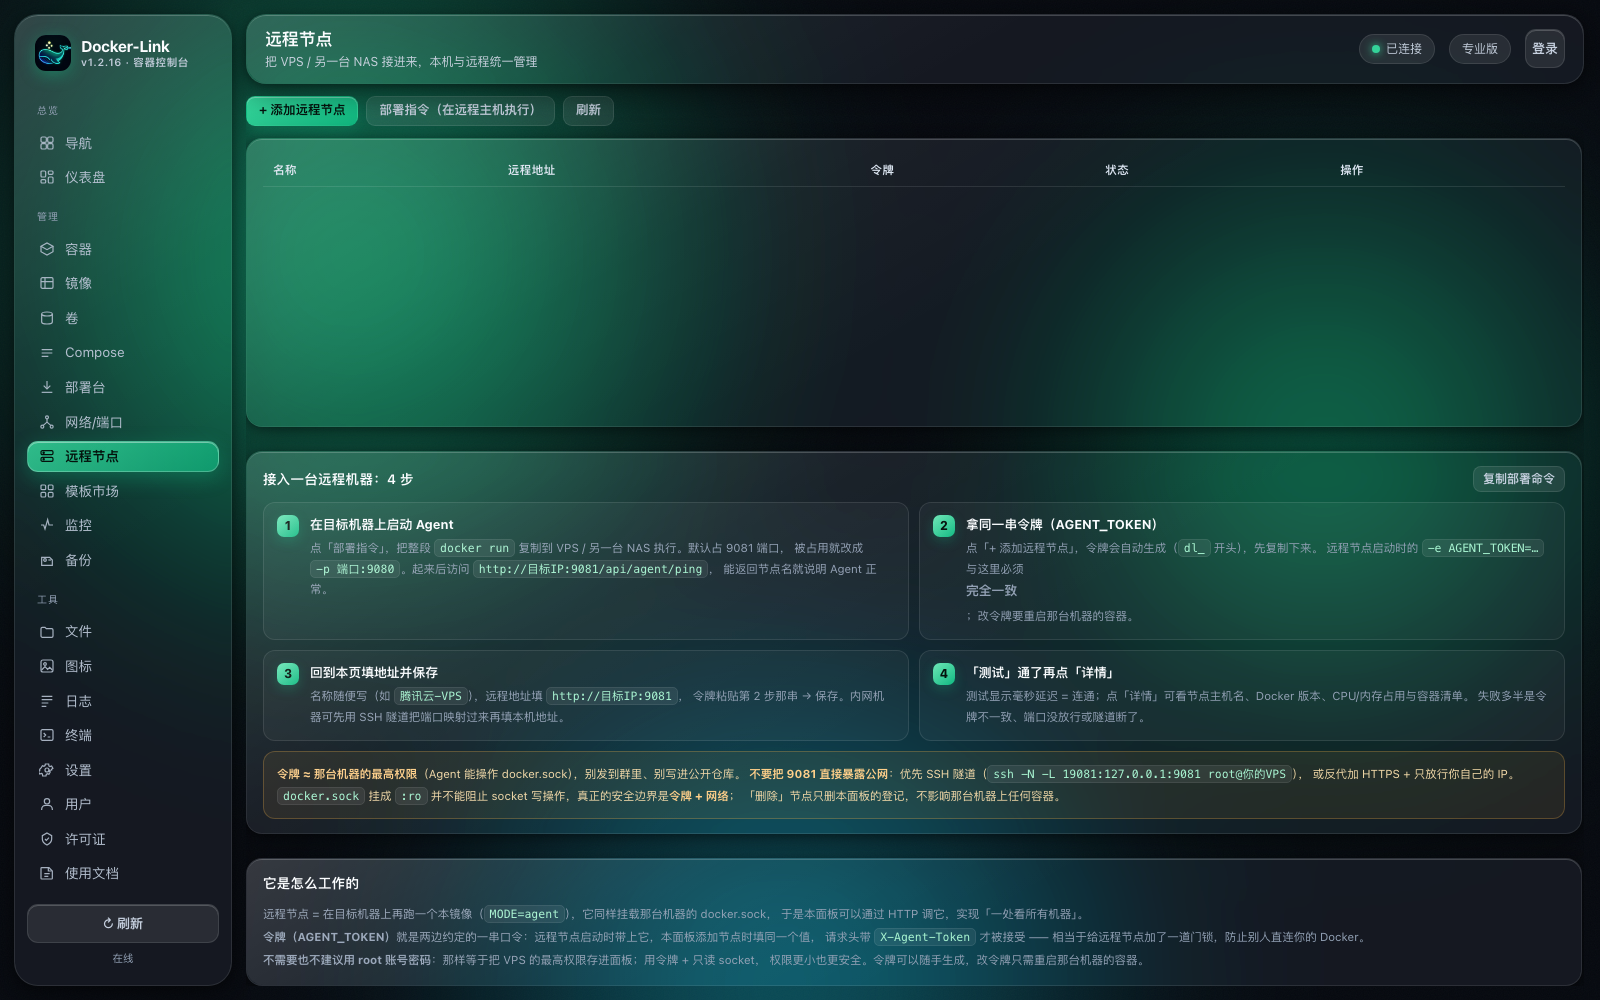 Docker-Link
v1.2.16 · 容器控制台
总览
导航
仪表盘
管理
容器
镜像
卷
Compose
部署台
网络/端口
远程节点
模板市场
监控
备份
工具
文件
图标
日志
终端
设置
用户
许可证
使用文档
刷新
在线
远程节点
把 VPS / 另一台 NAS 接进来，本机与远程统一管理
已连接
专业版
登录
+ 添加远程节点
部署指令（在远程主机执行）
刷新
名称 远程地址 令牌 状态 操作
接入一台远程机器：4 步
复制部署命令
1 在目标机器上启动 Agent
点「部署指令」，把整段 docker run 复制到 VPS / 另一台 NAS 执行。默认占 9081 端口， 被占用就改成
-p 端口:9080 。起来后访问 http://目标IP:9081/api/agent/ping ， 能返回节点名就说明 Agent 正
常。
2 拿同一串令牌（AGENT_TOKEN）
点「+ 添加远程节点」，令牌会自动生成（ dl_ 开头），先复制下来。 远程节点启动时的 -e AGENT_TOKEN=…
与这里必须
完全一致
；改令牌要重启那台机器的容器。
3 回到本页填地址并保存
名称随便写（如 腾讯云-VPS ），远程地址填 http://目标IP:9081 ， 令牌粘贴第 2 步那串 → 保存。内网机
器可先用 SSH 隧道把端口映射过来再填本机地址。
4 「测试」通了再点「详情」
测试显示毫秒延迟 = 连通；点「详情」可看节点主机名、Docker 版本、CPU/内存占用与容器清单。 失败多半是令
牌不一致、端口没放行或隧道断了。
令牌 ≈ 那台机器的最高权限（Agent 能操作 docker.sock），别发到群里、别写进公开仓库。 不要把 9081 直接暴露公网：优先 SSH 隧道（ ssh -N -L 19081:127.0.0.1:9081 root@你的VPS ）， 或反代加 HTTPS + 只放行你自己的 IP。
docker.sock 挂成 :ro 并不能阻止 socket 写操作，真正的安全边界是令牌 + 网络； 「删除」节点只删本面板的登记，不影响那台机器上任何容器。
它是怎么工作的
远程节点 = 在目标机器上再跑一个本镜像（ MODE=agent ），它同样挂载那台机器的 docker.sock， 于是本面板可以通过 HTTP 调它，实现「一处看所有机器」。
令牌（AGENT_TOKEN）就是两边约定的一串口令：远程节点启动时带上它，本面板添加节点时填同一个值， 请求头带 X-Agent-Token 才被接受 —— 相当于给远程节点加了一道门锁，防止别人直连你的 Docker。
不需要也不建议用 root 账号密码：那样等于把 VPS 的最高权限存进面板；用令牌 + 只读 socket， 权限更小也更安全。令牌可以随手生成，改令牌只需重启那台机器的容器。